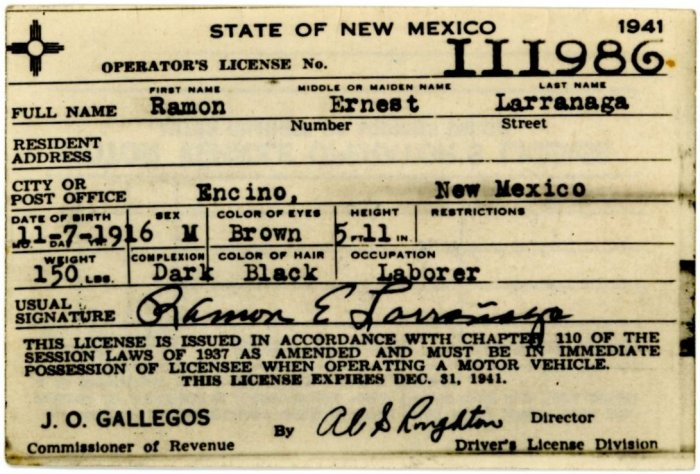 STATE OF NEW MEXICO 1941
OPERATOR'S LICENSE No. 111986
FIRST NAME MIDDLE OR MAIDEN NAME LAST NAME
FULL NAME Ramon Ernest Larranaga
Number Street
RESIDENT
ADDRESS
CITY OR
POST OFFICE Encino, New Mexico
DATE OF BIRTH SEX COLOR OF EYES HEIGHT RESTRICTIONS
11-7-1916 M Brown 5 FT. 11 IN.
MO. DA. YR.
WEIGHT COMPLEXION COLOR OF HAIR OCCUPATION
150 LBS. Dark Black Laborer
USUAL
SIGNATURE Ramon E Larrañaga
THIS LICENSE IS ISSUED IN ACCORDANCE WITH CHAPTER 110 OF THE
SESSION LAWS OF 1937 AS AMENDED AND MUST BE IN IMMEDIATE
POSSESSION OF LICENSEE WHEN OPERATING A MOTOR VEHICLE.
THIS LICENSE EXPIRES DEC. 31, 1941.
J. O. GALLEGOS By Al S Roughton Director
Commissioner of Revenue Driver's License Division